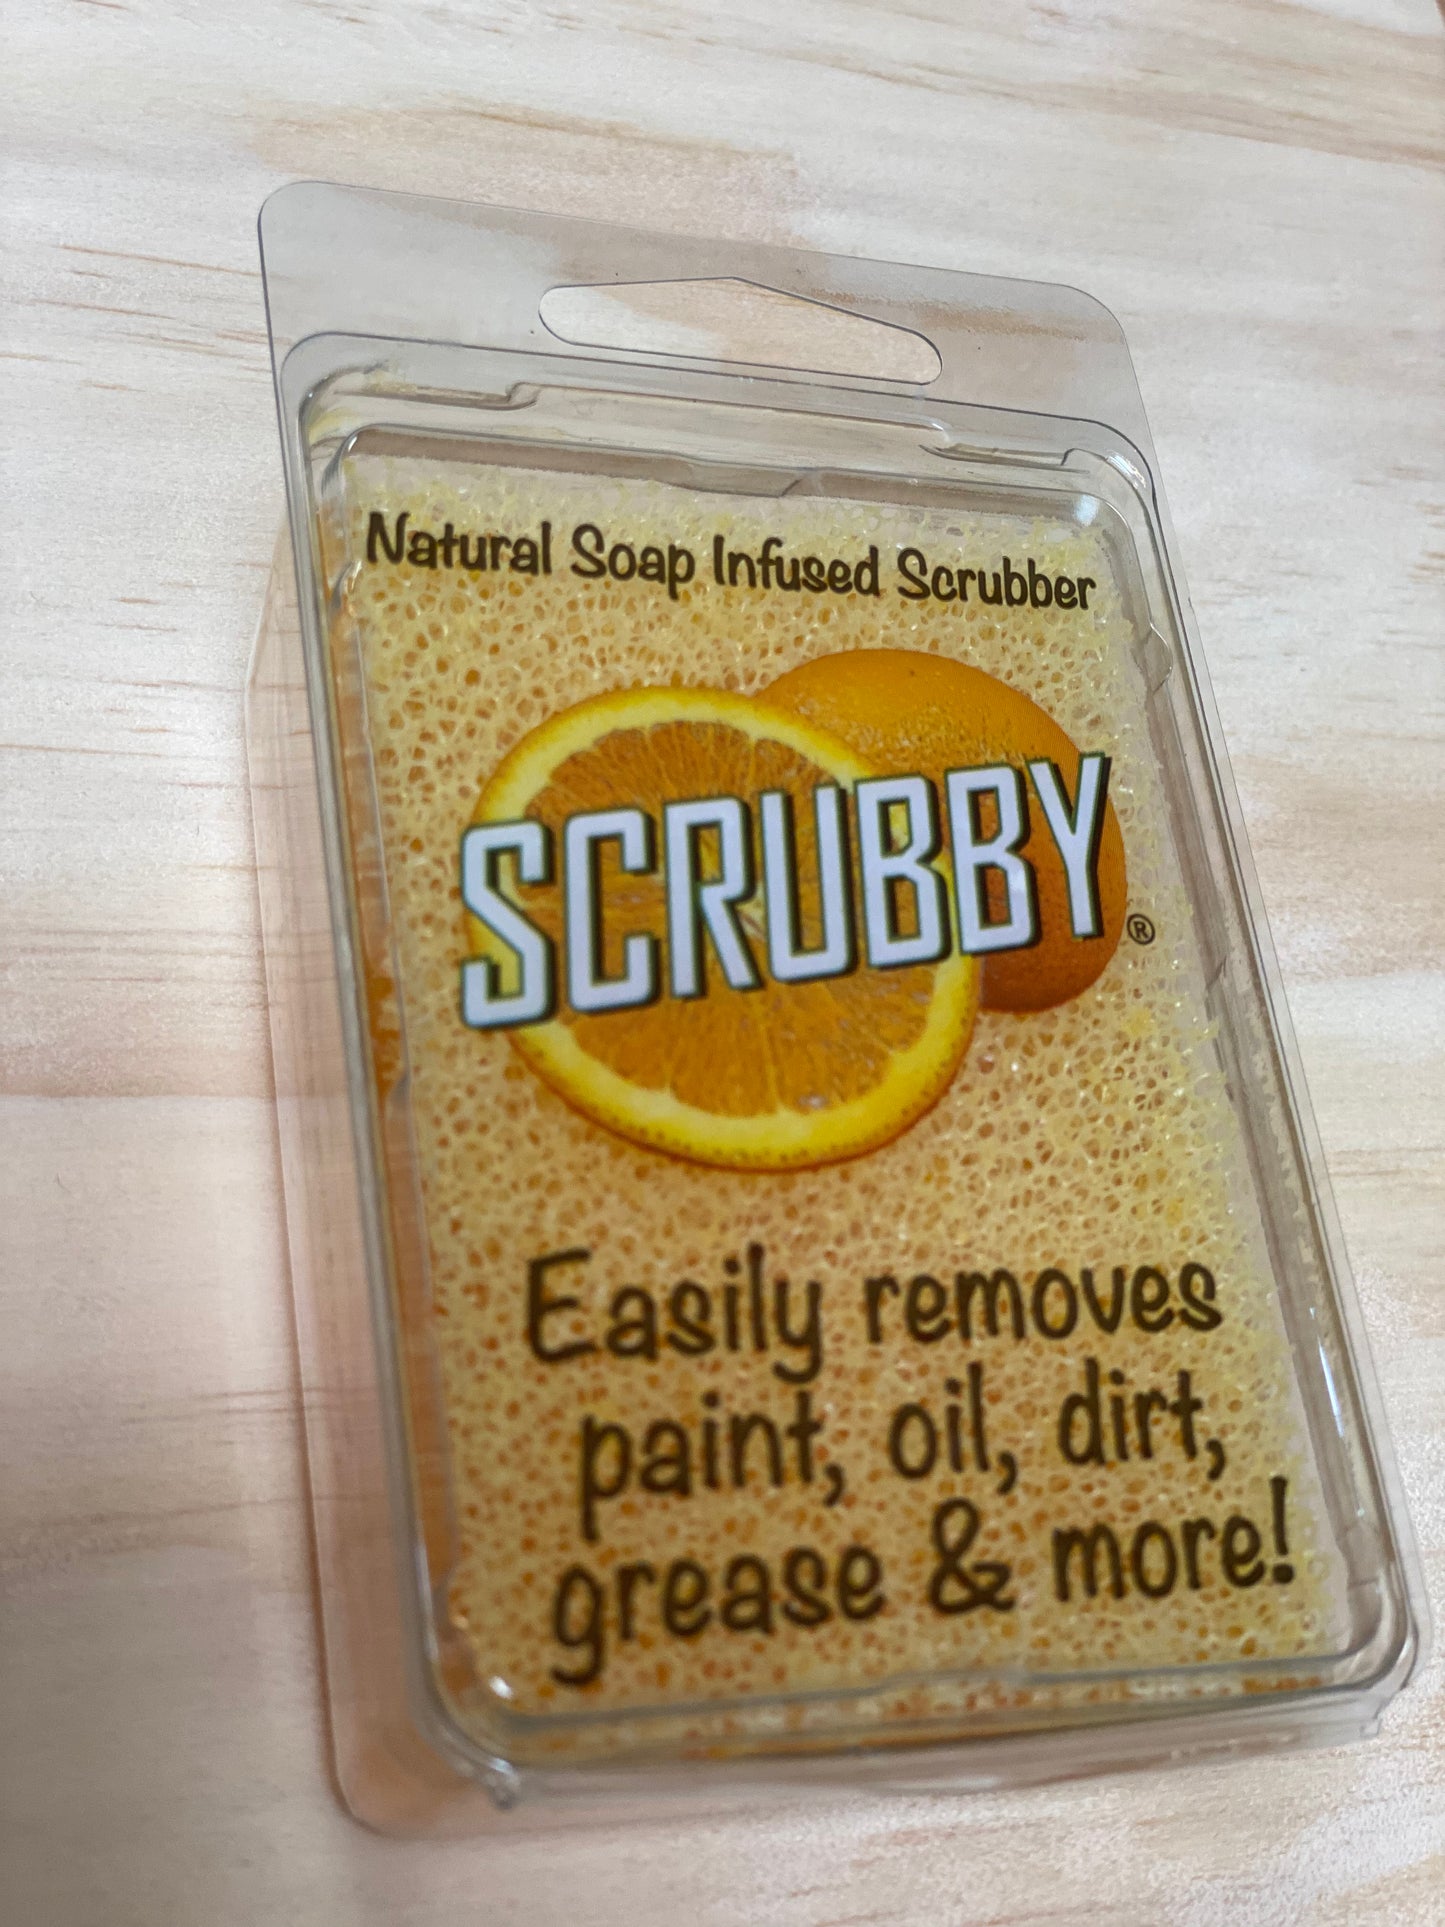 Natural Soap Infused Scrubber
SCRUBBY®
Easily removes
paint, oil, dirt,
grease & more!